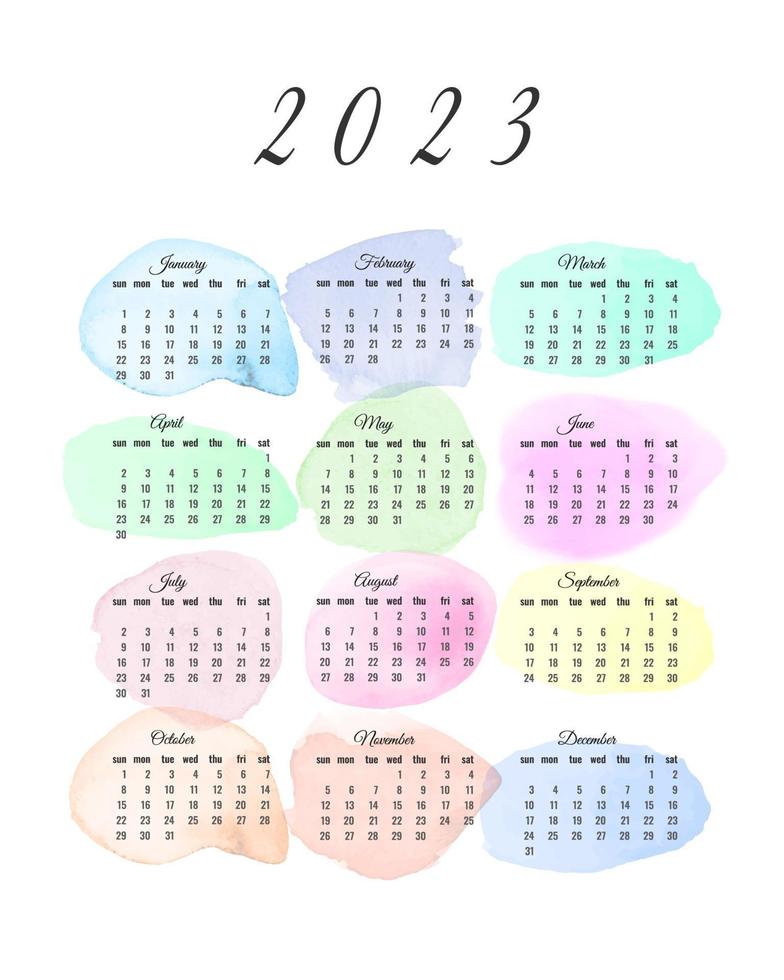 2023
January
sun mon tue wed thu fri sat
1 2 3 4 5 6 7
8 9 10 11 12 13 14
15 16 17 18 19 20 21
22 23 24 25 26 27 28
29 30 31
February
sun mon tue wed thu fri sat
1 2 3 4
5 6 7 8 9 10 11
12 13 14 15 16 17 18
19 20 21 22 23 24 25
26 27 28
March
sun mon tue wed thu fri sat
1 2 3 4
5 6 7 8 9 10 11
12 13 14 15 16 17 18
19 20 21 22 23 24 25
26 27 28 29 30 31
April
sun mon tue wed thu fri sat
1
2 3 4 5 6 7 8
9 10 11 12 13 14 15
16 17 18 19 20 21 22
23 24 25 26 27 28 29
30
May
sun mon tue wed thu fri sat
1 2 3 4 5 6
7 8 9 10 11 12 13
14 15 16 17 18 19 20
21 22 23 24 25 26 27
28 29 30 31
June
sun mon tue wed thu fri sat
1 2 3
4 5 6 7 8 9 10
11 12 13 14 15 16 17
18 19 20 21 22 23 24
25 26 27 28 29 30
July
sun mon tue wed thu fri sat
1
2 3 4 5 6 7 8
9 10 11 12 13 14 15
16 17 18 19 20 21 22
23 24 25 26 27 28 29
30 31
August
sun mon tue wed thu fri sat
1 2 3 4 5
6 7 8 9 10 11 12
13 14 15 16 17 18 19
20 21 22 23 24 25 26
27 28 29 30 31
September
sun mon tue wed thu fri sat
1 2
3 4 5 6 7 8 9
10 11 12 13 14 15 16
17 18 19 20 21 22 23
24 25 26 27 28 29 30
October
sun mon tue wed thu fri sat
1 2 3 4 5 6 7
8 9 10 11 12 13 14
15 16 17 18 19 20 21
22 23 24 25 26 27 28
29 30 31
November
sun mon tue wed thu fri sat
1 2 3 4
5 6 7 8 9 10 11
12 13 14 15 16 17 18
19 20 21 22 23 24 25
26 27 28 29 30
December
sun mon tue wed thu fri sat
1 2
3 4 5 6 7 8 9
10 11 12 13 14 15 16
17 18 19 20 21 22 23
24 25 26 27 28 29 30
31